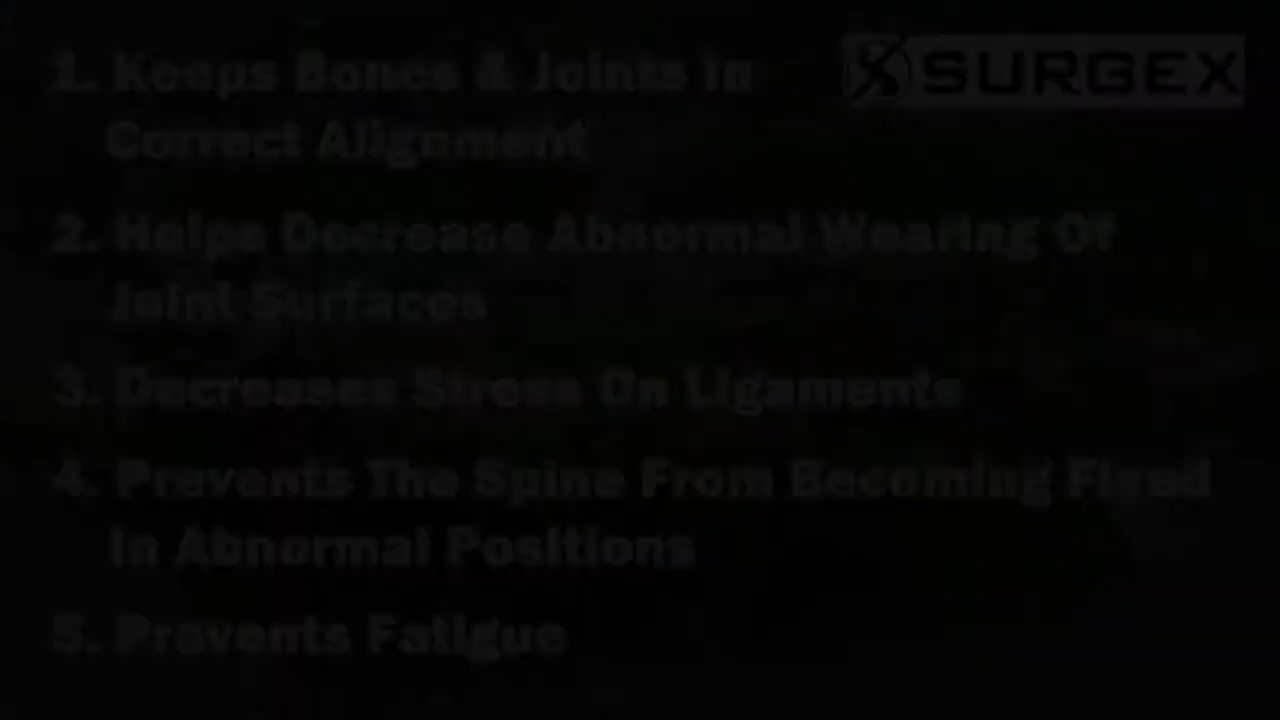 1. Keeps Bones & Joints In
SURGEX
Correct Alignment
2. Helps Decrease Abnormal Wearing Of
Joint Surfaces
3. Decreases Stress On Ligaments
4. Prevents The Spine From Becoming Fixed
In Abnormal Positions
5. Prevents Fatigue